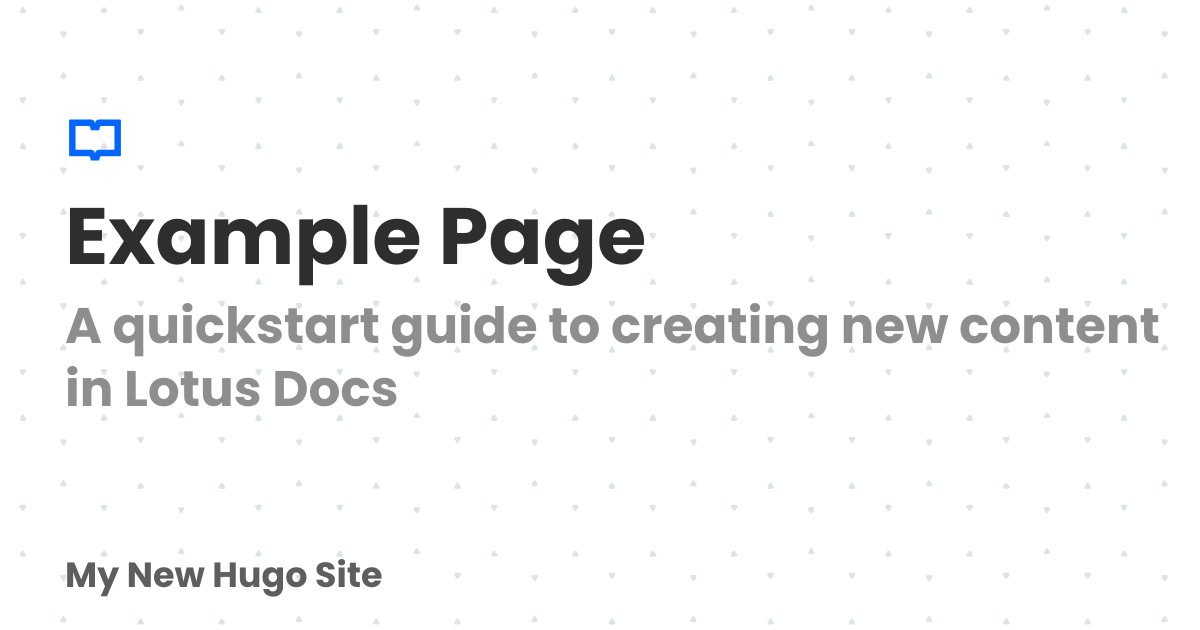 Example Page
A quickstart guide to creating new content
in Lotus Docs
My New Hugo Site